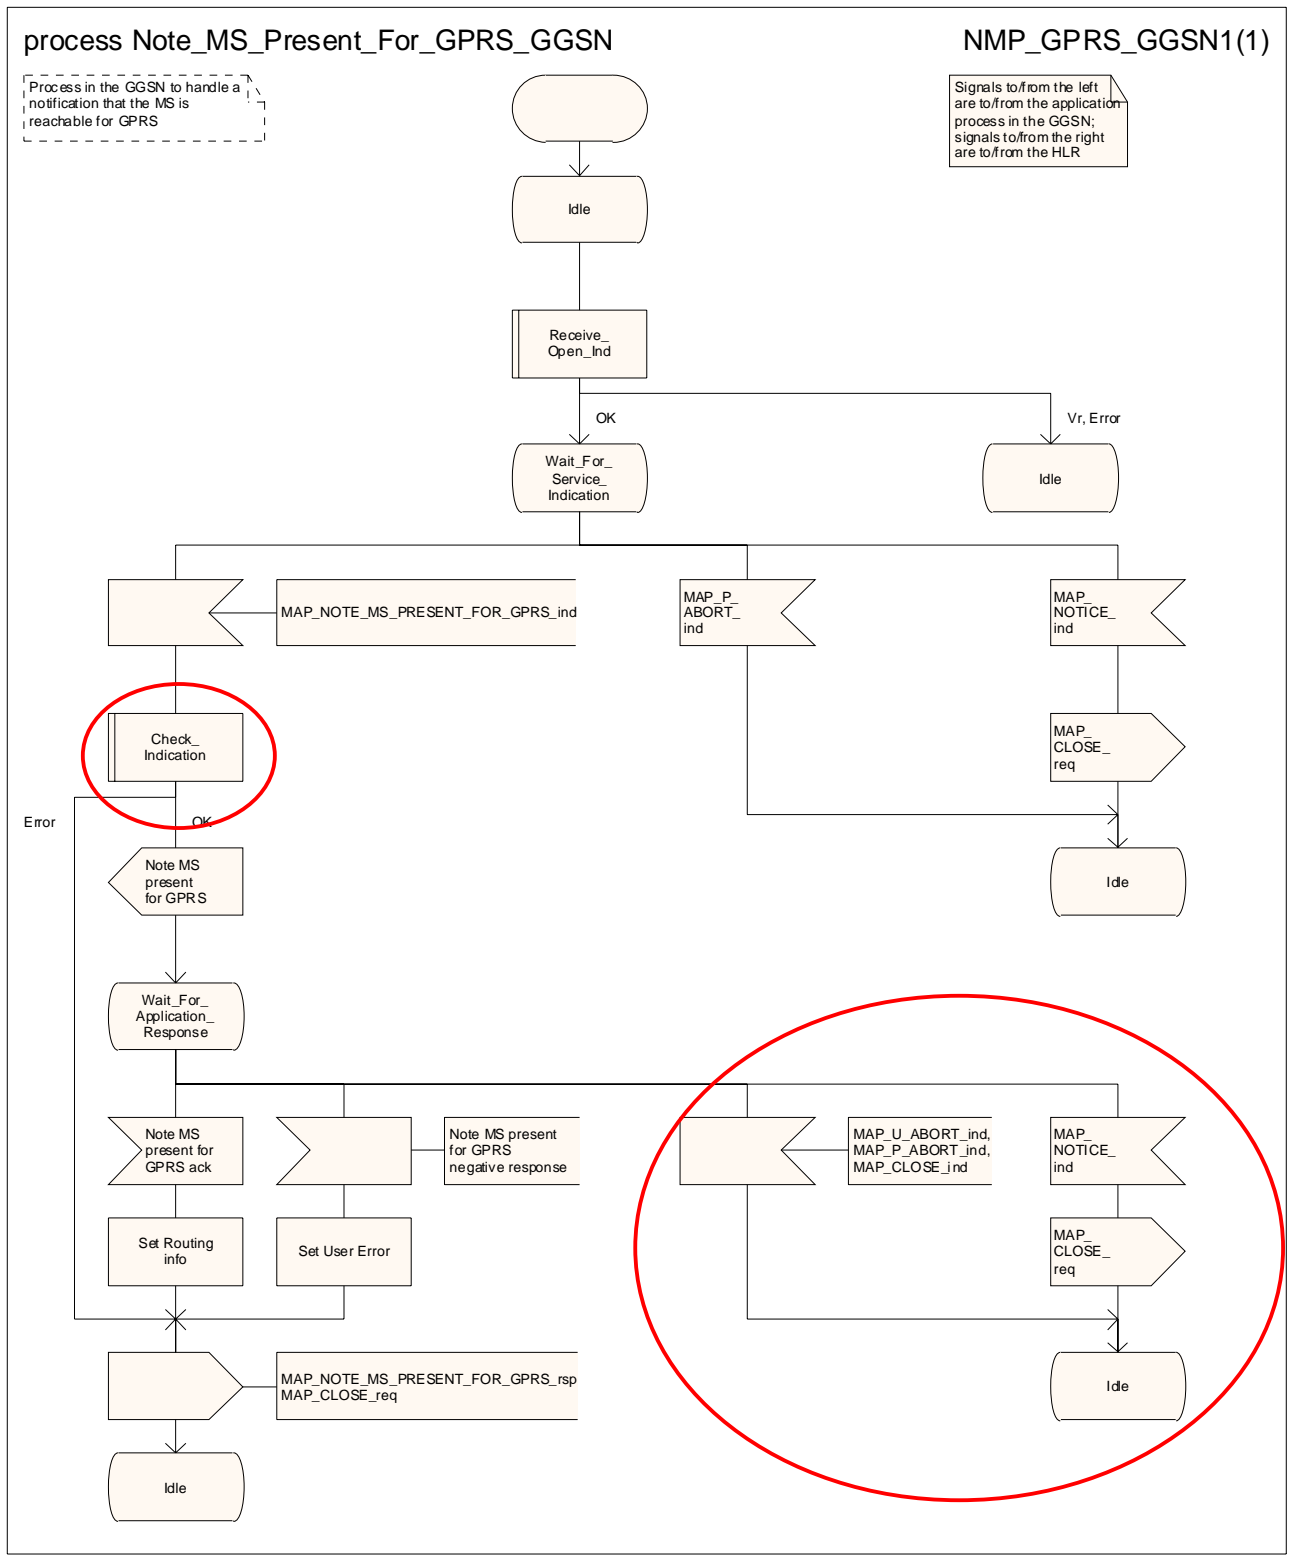 process Note_MS_Present_For_GPRS_GGSN
NMP_GPRS_GGSN1(1)
Process in the GGSN to handle a
notification that the MS is
reachable for GPRS
Signals to/from the left
are to/from the application
process in the GGSN;
signals to/from the right
are to/from the HLR
Idle
Receive_
Open_Ind
OK
Vr, Error
Wait_For_
Service_
Indication
Idle
MAP_NOTE_MS_PRESENT_FOR_GPRS_ind
MAP_P_
ABORT_
ind
MAP_
NOTICE_
ind
Check_
Indication
MAP_
CLOSE_
req
Error
OK
Note MS
present
for GPRS
Idle
Wait_For_
Application_
Response
Note MS
present for
GPRS ack
Note MS present
for GPRS
negative response
MAP_U_ABORT_ind,
MAP_P_ABORT_ind,
MAP_CLOSE_ind
MAP_
NOTICE_
ind
Set Routing
info
Set User Error
MAP_
CLOSE_
req
MAP_NOTE_MS_PRESENT_FOR_GPRS_rsp
MAP_CLOSE_req
Idle
Idle